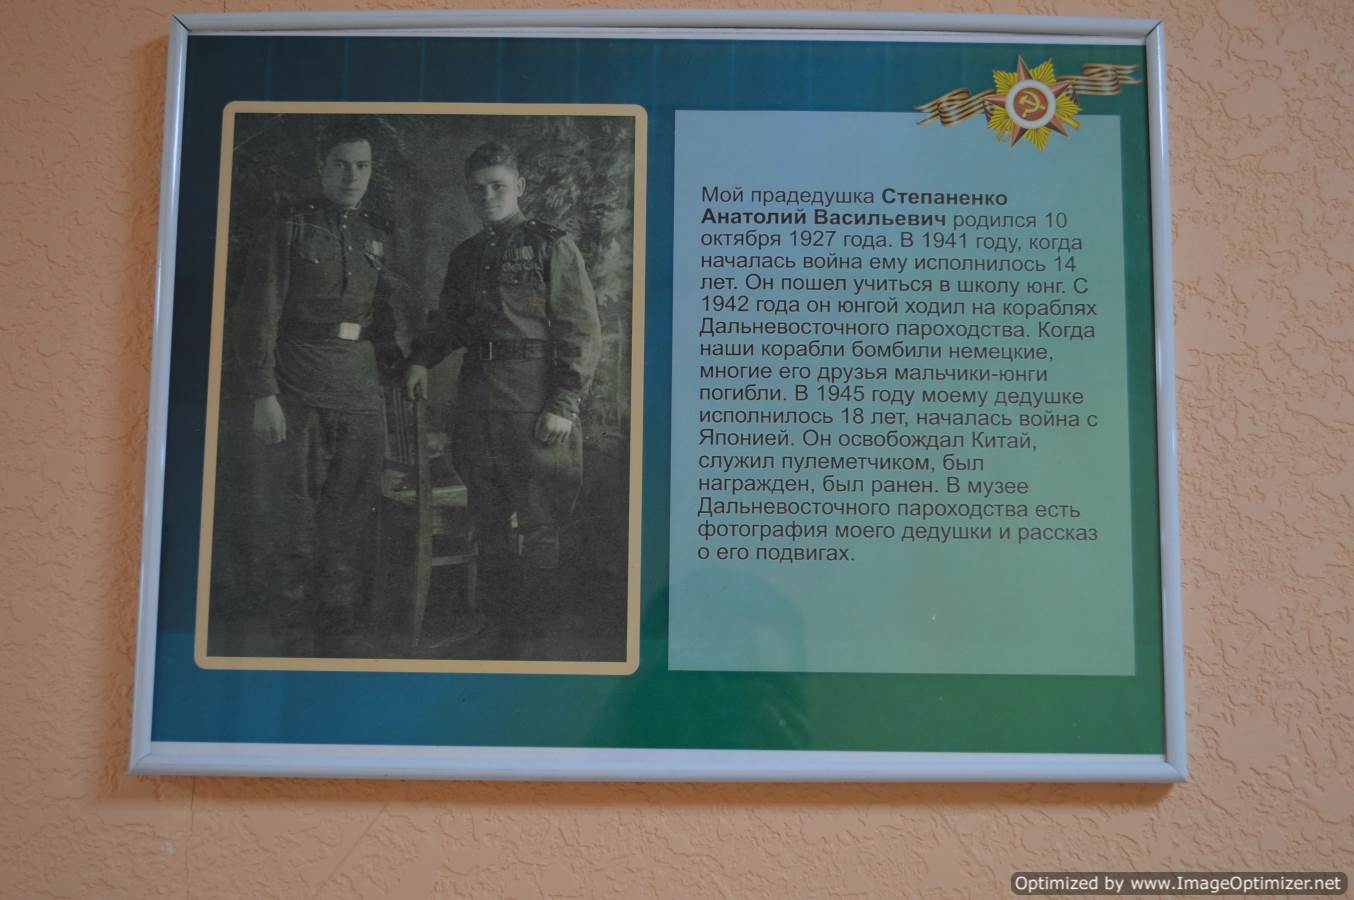 Мой прадедушка Степаненко
Анатолий Васильевич родился 10
октября 1927 года. В 1941 году, когда
началась война ему исполнилось 14
лет. Он пошел учиться в школу юнг. С
1942 года он юнгой ходил на кораблях
Дальневосточного пароходства. Когда
наши корабли бомбили немецкие,
многие его друзья мальчики-юнги
погибли. В 1945 году моему дедушке
исполнилось 18 лет, началась война с
Японией. Он освобождал Китай,
служил пулеметчиком, был
награжден, был ранен. В музее
Дальневосточного пароходства есть
фотография моего дедушки и рассказ
о его подвигах.
Optimized by www.ImageOptimizer.net